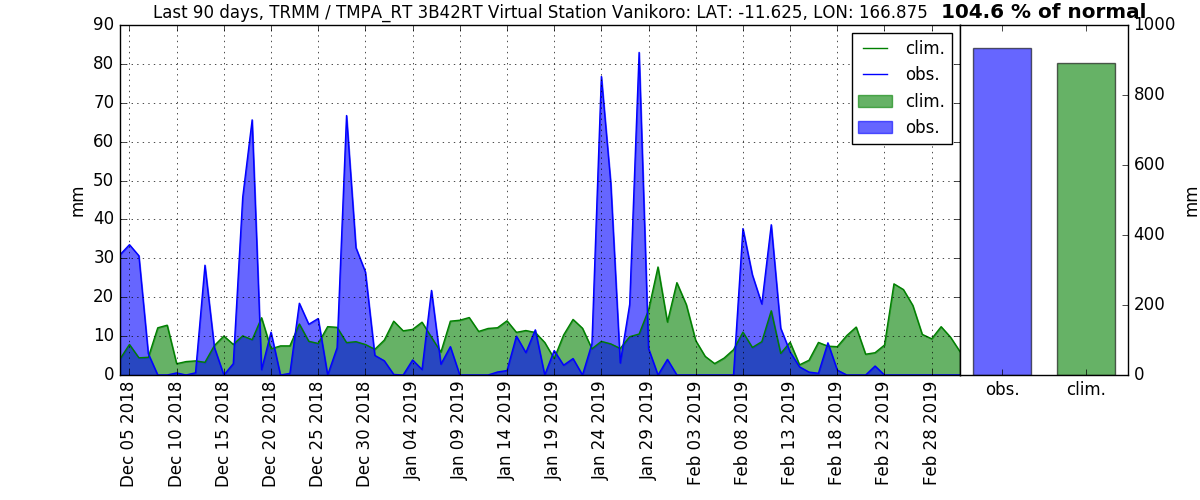 Last 90 days, TRMM / TMPA_RT 3B42RT Virtual Station Vanikoro: LAT: -11.625, LON: 166.875 104.6 % of normal
90
80
70
60
50
40
30
20
10
0
mm
clim.
obs.
clim.
obs.
1000
800
600
400
200
0
mm
obs.
clim.
Dec 05 2018
Dec 10 2018
Dec 15 2018
Dec 20 2018
Dec 25 2018
Dec 30 2018
Jan 04 2019
Jan 09 2019
Jan 14 2019
Jan 19 2019
Jan 24 2019
Jan 29 2019
Feb 03 2019
Feb 08 2019
Feb 13 2019
Feb 18 2019
Feb 23 2019
Feb 28 2019